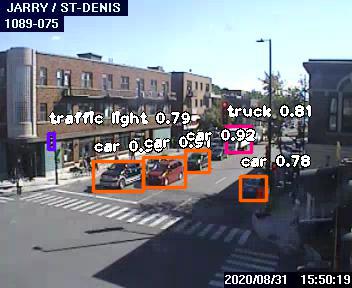 JARRY / ST-DENIS
1089-075
traffic light 0.79
truck 0.81
car 0.92
car
car 0.78
2020/08/31 15:50:19